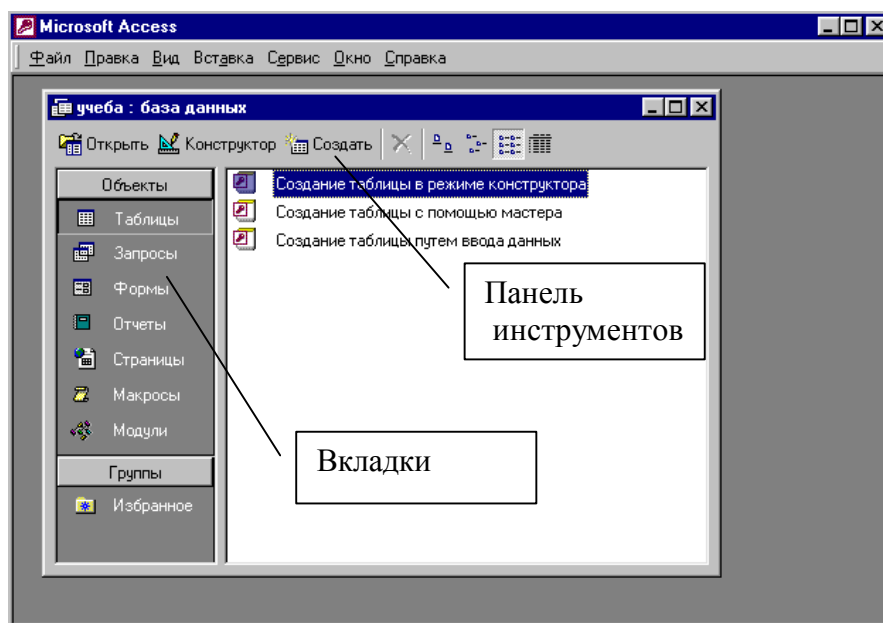 Microsoft Access
Файл Правка Вид Вставка Сервис Окно Справка
учеба : база данных
Открыть Конструктор Создать
Объекты
Таблицы
Запросы
Формы
Отчеты
Страницы
Макросы
Модули
Группы
Избранное
Создание таблицы в режиме конструктора
Создание таблицы с помощью мастера
Создание таблицы путем ввода данных
Панель
инструментов
Вкладки